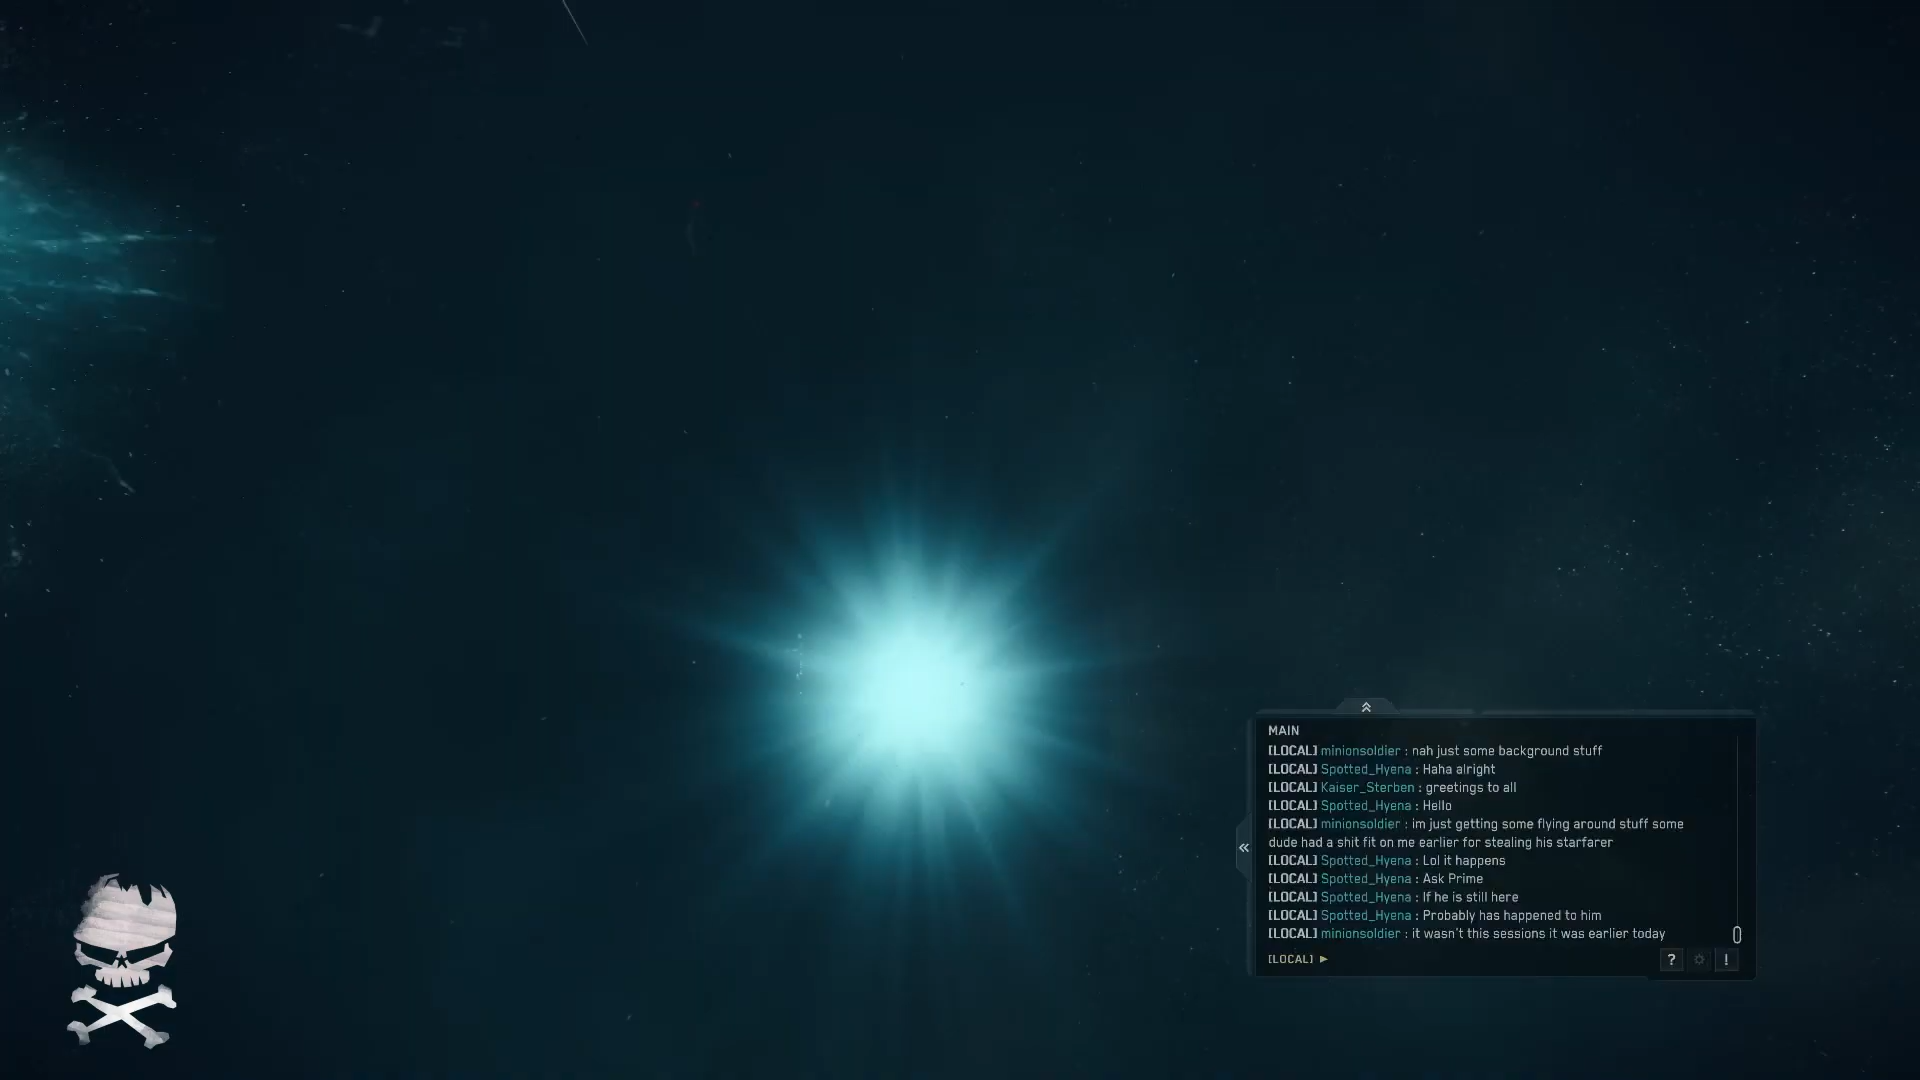 MAIN
[LOCAL] minionsoldier : nah just some background stuff
[LOCAL] Spotted_Hyena : Haha alright
[LOCAL] Kaiser_Sterben : greetings to all
[LOCAL] Spotted_Hyena : Hello
[LOCAL] minionsoldier : im just getting some flying around stuff some
dude had a shit fit on me earlier for stealing his starfarer
[LOCAL] Spotted_Hyena : Lol it happens
[LOCAL] Spotted_Hyena : Ask Prime
[LOCAL] Spotted_Hyena : If he is still here
[LOCAL] Spotted_Hyena : Probably has happened to him
[LOCAL] minionsoldier : it wasn't this sessions it was earlier today
[LOCAL] ► ? !